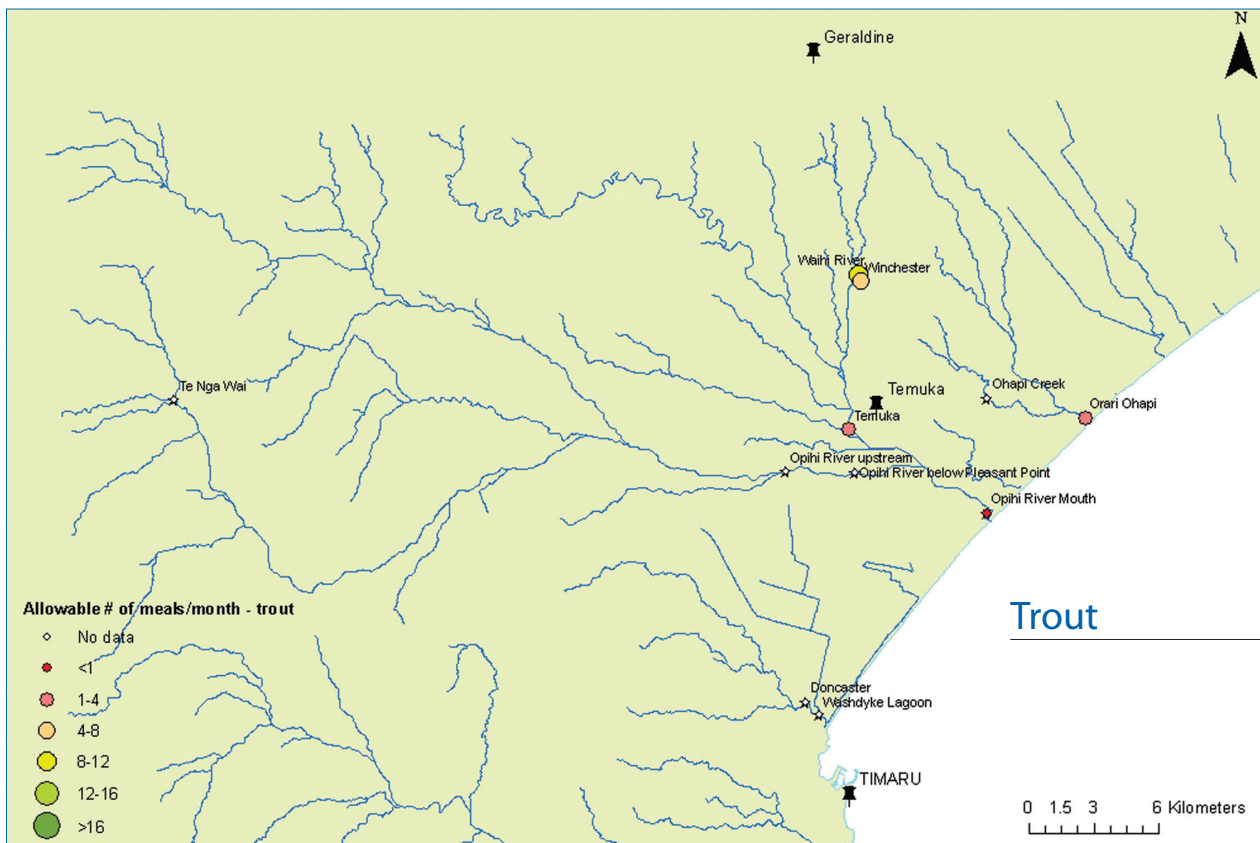 N
Geraldine
Waihi River
Winchester
Te Nga Wai
Ohapi Creek
Temuka
Orari Ohapi
Temuka
Opihi River upstream
Opihi River below Pleasant Point
Opihi River Mouth
Allowable # of meals/month - trout
No data
<1
1-4
4-8
8-12
12-16
>16
Trout
Doncaster
Washdyke Lagoon
TIMARU
0 1.5 3 6 Kilometers